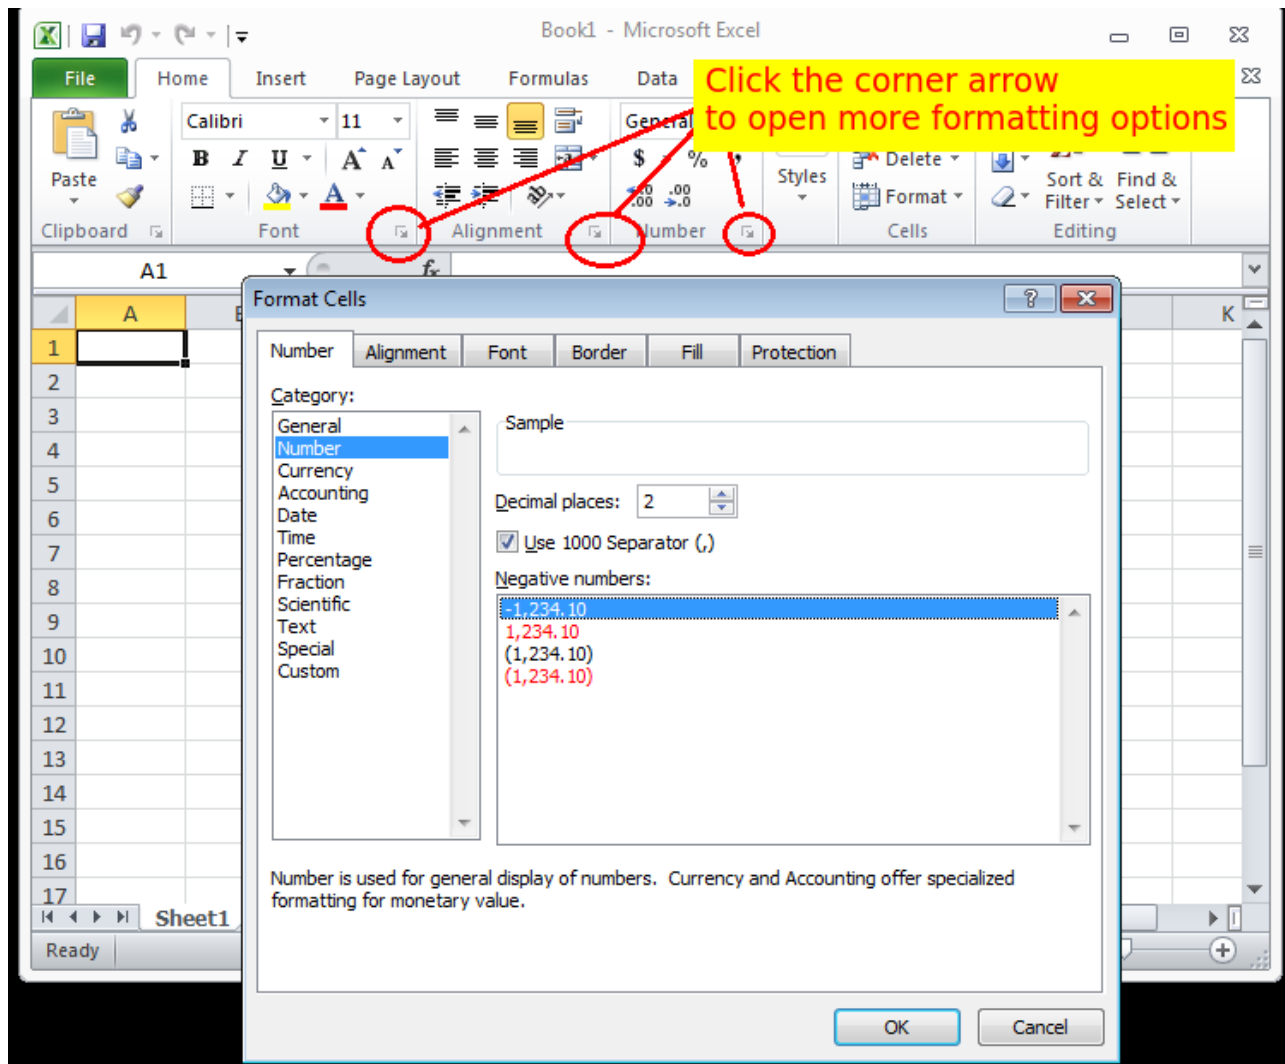 Book1 - Microsoft Excel
File Home Insert Page Layout Formulas Data
Click the corner arrow
to open more formatting options
Calibri 11 General
B I U A A $ % ,
Paste
Styles
Delete
Format
Sort & Find &
Filter Select
.0 .00
.00 .0
Clipboard Font Alignment Number Cells Editing
A1 fx
A K
1
2
3
4
5
6
7
8
9
10
11
12
13
14
15
16
17
Format Cells ?
Number Alignment Font Border Fill Protection
Category:
General
Number
Currency
Accounting
Date
Time
Percentage
Fraction
Scientific
Text
Special
Custom
Sample
Decimal places: 2
Use 1000 Separator (,)
Negative numbers:
-1,234.10
1,234.10
(1,234.10)
(1,234.10)
Number is used for general display of numbers. Currency and Accounting offer specialized
formatting for monetary value.
Sheet1
Ready
OK Cancel